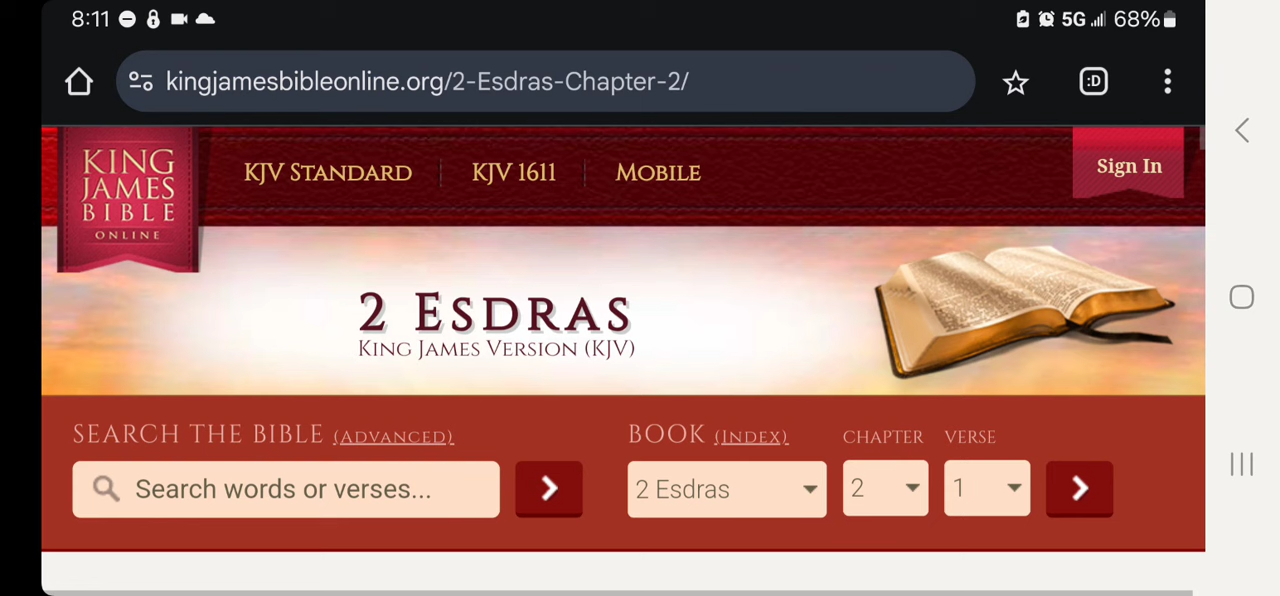 8:11 5G 68%
kingjamesbibleonline.org/2-Esdras-Chapter-2/ :D
KING
JAMES
BIBLE
ONLINE
KJV STANDARD KJV 1611 MOBILE Sign In
2 ESDRAS
KING JAMES VERSION (KJV)
SEARCH THE BIBLE (ADVANCED) BOOK (INDEX) CHAPTER VERSE
Search words or verses... 2 Esdras 2 1